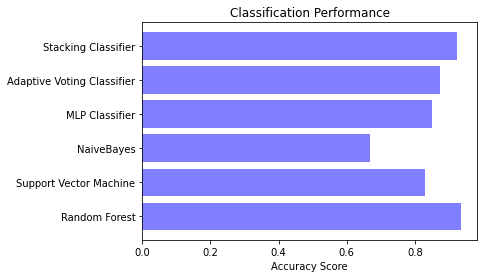 Classification Performance
Stacking Classifier
Adaptive Voting Classifier
MLP Classifier
NaiveBayes
Support Vector Machine
Random Forest
0.0 0.2 0.4 0.6 0.8
Accuracy Score